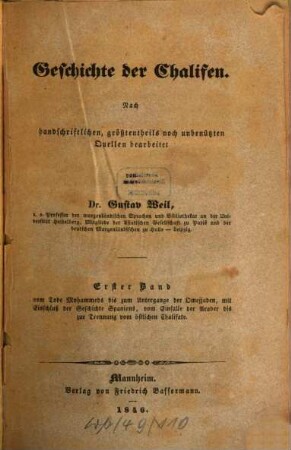 Geschichte der Chalifen.
Nach
handschriftlichen, größtentheils noch unbenützten
Quellen bearbeitet
von
Dr. Gustav Weil,
a. o. Professor der morgenländischen Sprachen und Bibliothekar an der Uni-
versität Heidelberg, Mitgliede der asiatischen Gesellschaft zu Paris und der
deutschen Morgenländischen zu Halle – Leipzig.
Erster Band
vom Tode Mohammeds bis zum Untergange der Omejjaden, mit
Einschluß der Geschichte Spaniens, vom Einfalle der Araber bis
zur Trennung vom östlichen Chalifate.
Mannheim.
Verlag von Friedrich Bassermann.
1846.